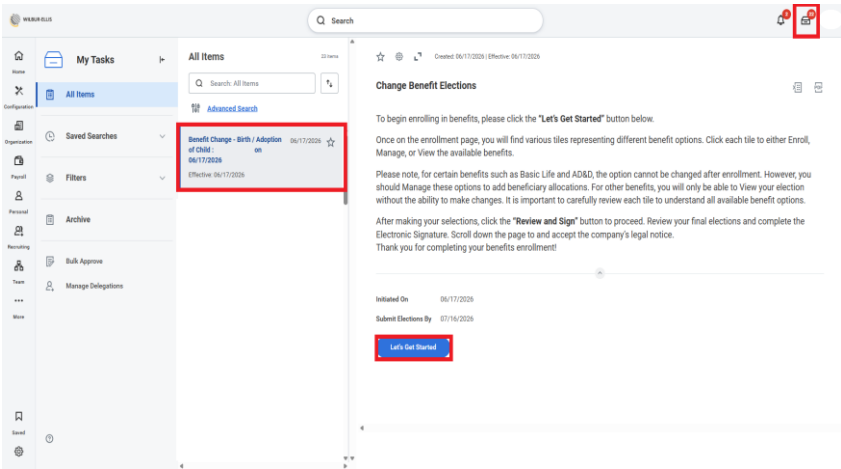 WILBUR-ELLIS
Search
Home
Configuration
Organization
Payroll
Personal
Recruiting
Team
More
Saved
My Tasks
All Items
Saved Searches
Filters
Archive
Bulk Approve
Manage Delegations
All Items
22 items
Search: All Items
Advanced Search
Benefit Change - Birth / Adoption 06/17/2026
of Child : on
06/17/2026
Effective: 06/17/2026
Created: 06/17/2026 | Effective: 06/17/2026
Change Benefit Elections
To begin enrolling in benefits, please click the "Let's Get Started" button below.
Once on the enrollment page, you will find various tiles representing different benefit options. Click each tile to either Enroll,
Manage, or View the available benefits.
Please note, for certain benefits such as Basic Life and AD&D, the option cannot be changed after enrollment. However, you
should Manage these options to add beneficiary allocations. For other benefits, you will only be able to View your election
without the ability to make changes. It is important to carefully review each tile to understand all available benefit options.
After making your selections, click the "Review and Sign" button to proceed. Review your final elections and complete the
Electronic Signature. Scroll down the page to and accept the company's legal notice.
Thank you for completing your benefits enrollment!
Initiated On 06/17/2026
Submit Elections By 07/16/2026
Let's Get Started